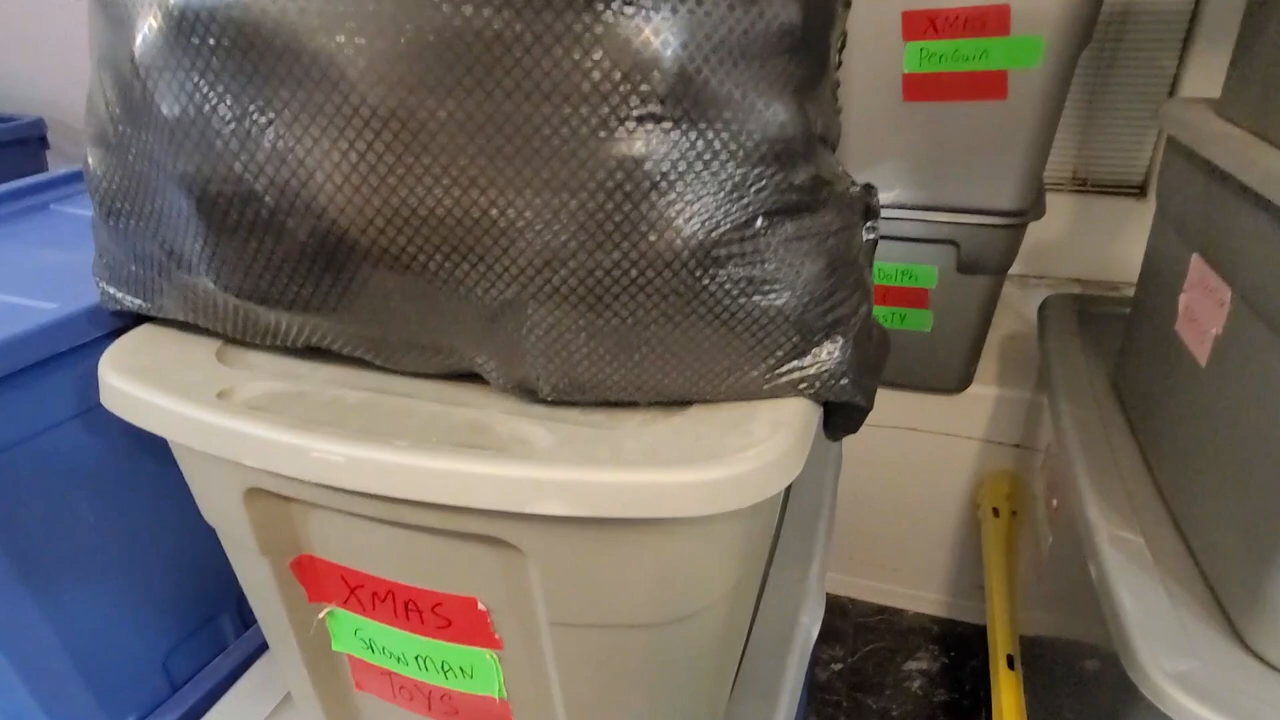 XMAS
Penguin
DolPh
sTY
XMAS
SNOWMAN
TOYS